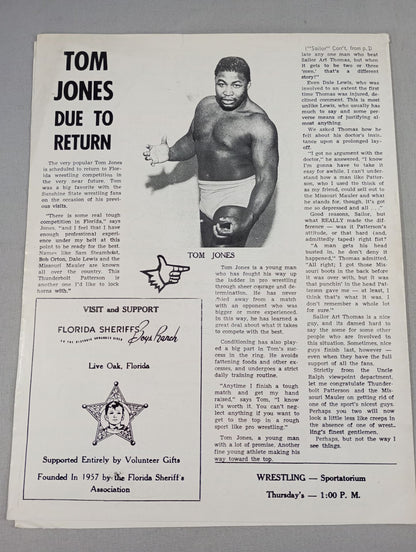 TOM
JONES
DUE TO
RETURN
The very popular Tom Jones
is scheduled to return to Flor-
ida wrestling competition in
the very near future. Tom
was a big favorite with the
Sunshine State wrestling fans
on the occasion of his previ-
ous visits.
"There is some real tough
competition in Florida," says
Jones, "and I feel that I have
enough professional experi-
ence under my belt at this
point to be ready for the best.
Names like Sam Steamboat,
Bob Orton, Dale Lewis and the
Missouri Mauler are known
all over the country. This
Thunderbolt Patterson is
another one I'd like to lock
horns with."
TOM JONES
Tom Jones is a young man
who has fought his way up
the ladder in pro wrestling
through sheer courage and de-
termination. He has never
shied away from a match
with an opponent who was
bigger or more experienced.
In this way, he has learned a
great deal about what it takes
to compete with the best.
Conditioning has also played
a big part in Tom's suc-
cess in the ring. He avoids
fattening foods and other ex-
cesses, and undergoes a strict
daily training routine.
"Anytime I finish a tough
match and get my hand
raised," says Tom, "I know
it's worth it. You can't neg-
lect anything if you want to
get to the top in a rough
sport like pro wrestling."
Tom Jones, a young man
with a lot of promise. Another
fine young athlete making his
way toward the top.
("Sailor" Con't. from p.
late any one man who beat
Sailor Art Thomas, but when
it gets to be two or three
'men,' that's a different
story!"
Even Dale Lewis, who was
involved to an extent the first
time Thomas was injured, de-
clined comment. This is most
unlike Lewis, who usually has
much to say and some per-
verse means of justifying al-
most anything.
We asked Thomas how he
felt about his doctor's insis-
tance upon a prolonged lay-
off.
"I got no argument with the
doctor," he answered, "I know
I'm gonna have to take it
easy for awhile. I can't under-
stand how a man like Patter-
son, who I used to think of
as my friend, could sell out to
the Missouri Mauler and what
he stands for, though. It's got
me so depressed and all . . ."
Good reasons, Sailor, but
what REALLY made the dif-
ference — was it Patterson's
attitude, or that hard (and,
admittedly taped) right fist?
"A man gets his head
busted in, he don't deny it
happened," Thomas admitted.
"All right; I got those Mis-
souri boots in the back before
it was over with, but it was
that punchin' in the head Pat-
terson gave me — at least, I
think that's what it was. I
don't remember a whole lot
for sure."
Sailor Art Thomas is a nice
guy, and its damed hard to
say the same for some other
people who are involved in
this situation. Sometimes, nice
guys finish last, however —
even when they have the full
support of all the fans.
Strictly from the Uncle
Ralph viewpoint department,
let me congratulate Thunder-
bolt Patterson and the Mis-
souri Mauler on getting rid of
one of the sport's nicest guys.
Perhaps you two will now
look a little less like creeps in
the absence of one of wrest-
ling's finest gentlemen.
Perhaps, but not the way I
see things.
VISIT and SUPPORT
FLORIDA SHERIFFS Boys Ranch
Live Oak, Florida
Supported Entirely by Volunteer Gifts
Founded In 1957 by the Florida Sheriff's
Association
WRESTLING — Sportatorium
Thursday's — 1:00 P. M.